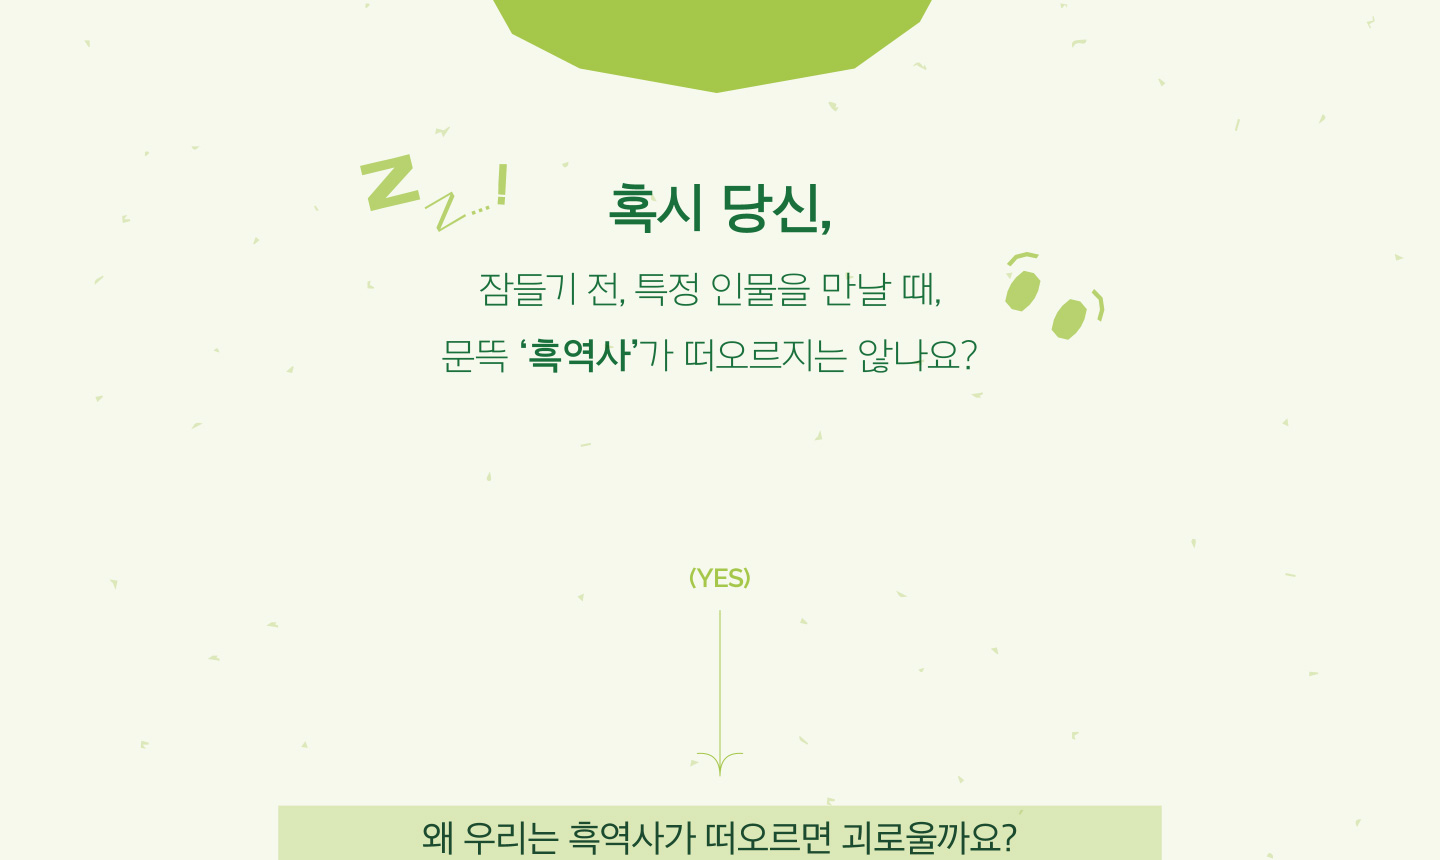 ZZ...!
혹시 당신,
잠들기 전, 특정 인물을 만날 때,
문뜩 ‘흑역사’가 떠오르지는 않나요?
(YES)
왜 우리는 흑역사가 떠오르면 괴로울까요?